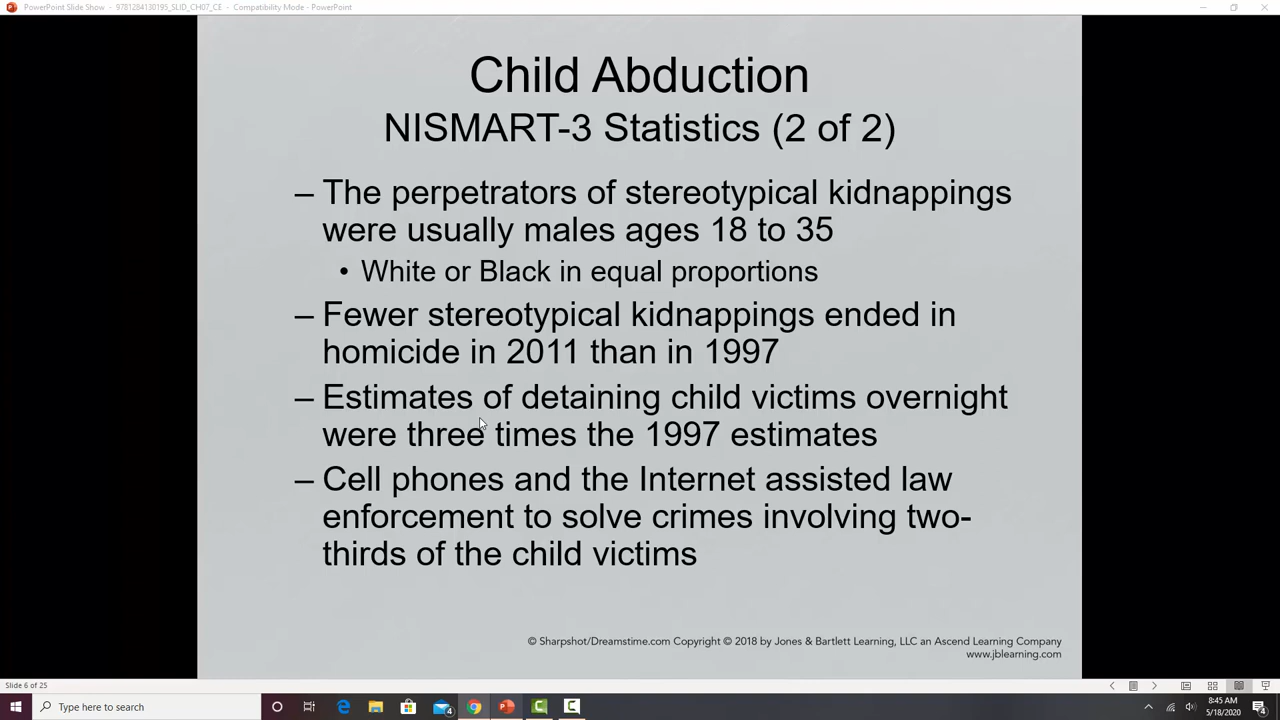 PowerPoint Slide Show - 9781284130195_SLID_CH07_CE - Compatibility Mode - PowerPoint
Child Abduction
NISMART-3 Statistics (2 of 2)
– The perpetrators of stereotypical kidnappings
were usually males ages 18 to 35
• White or Black in equal proportions
– Fewer stereotypical kidnappings ended in
homicide in 2011 than in 1997
– Estimates of detaining child victims overnight
were three times the 1997 estimates
– Cell phones and the Internet assisted law
enforcement to solve crimes involving two-
thirds of the child victims
© Sharpshot/Dreamstime.com Copyright © 2018 by Jones & Bartlett Learning, LLC an Ascend Learning Company
www.jblearning.com
Slide 6 of 25
Type here to search
4
8:45 AM
5/18/2020
4